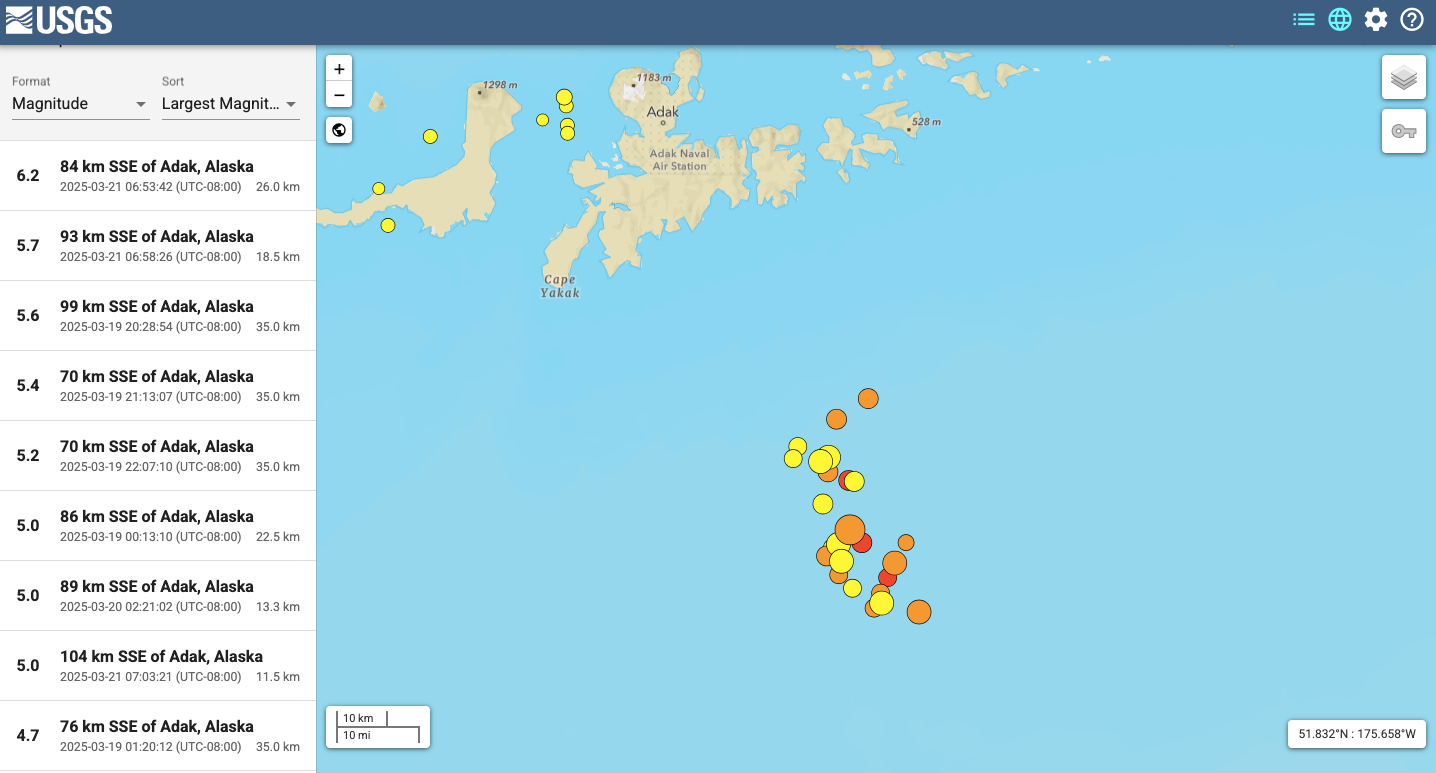 USGS
Format
Sort
Magnitude
Largest Magnit...
6.2
84 km SSE of Adak, Alaska
2025-03-21 06:53:42 (UTC-08:00) 26.0 km
5.7
93 km SSE of Adak, Alaska
2025-03-21 06:58:26 (UTC-08:00) 18.5 km
5.6
99 km SSE of Adak, Alaska
2025-03-19 20:28:54 (UTC-08:00) 35.0 km
5.4
70 km SSE of Adak, Alaska
2025-03-19 21:13:07 (UTC-08:00) 35.0 km
5.2
70 km SSE of Adak, Alaska
2025-03-19 22:07:10 (UTC-08:00) 35.0 km
5.0
86 km SSE of Adak, Alaska
2025-03-19 00:13:10 (UTC-08:00) 22.5 km
5.0
89 km SSE of Adak, Alaska
2025-03-20 02:21:02 (UTC-08:00) 13.3 km
5.0
104 km SSE of Adak, Alaska
2025-03-21 07:03:21 (UTC-08:00) 11.5 km
4.7
76 km SSE of Adak, Alaska
2025-03-19 01:20:12 (UTC-08:00) 35.0 km
+
−
1298 m
1183 m
Adak
528 m
Adak Naval
Air Station
Cape
Yakak
10 km
10 mi
51.832°N : 175.658°W